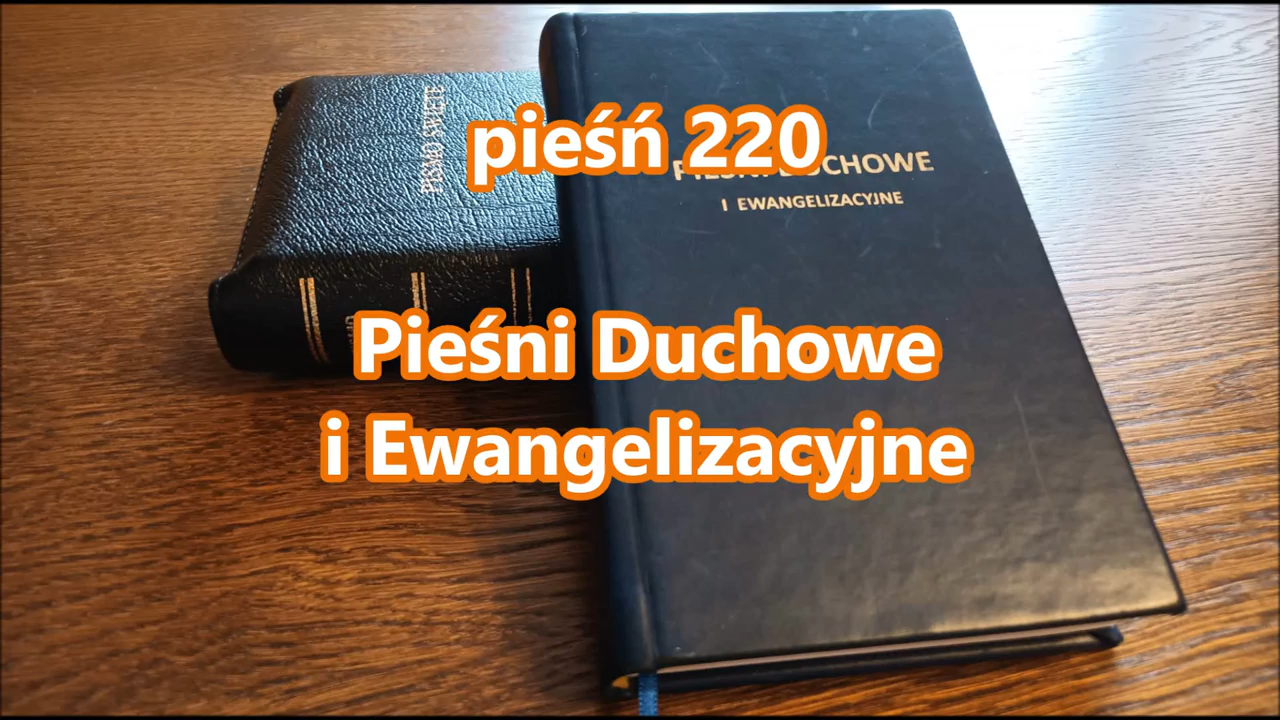 pieśń 220
PISMO ŚWIĘTE
PIEŚNI DUCHOWE
I EWANGELIZACYJNE
Pieśni Duchowe
i Ewangelizacyjne